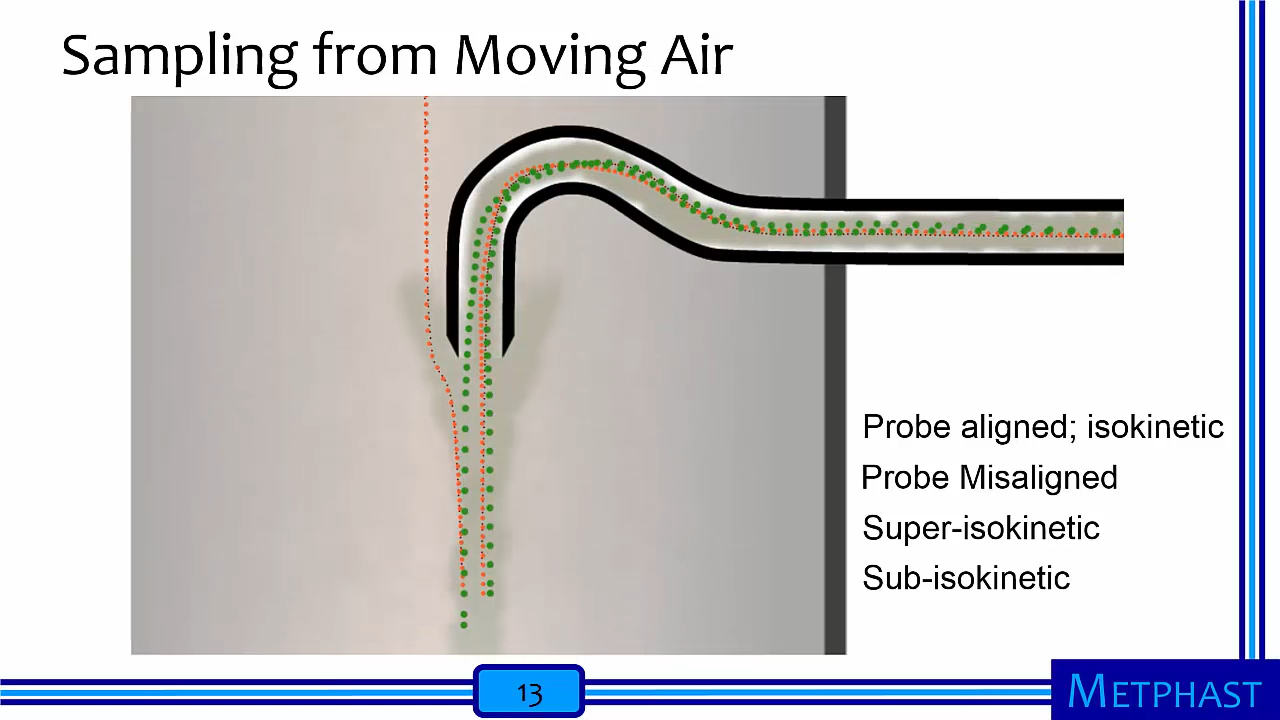 Sampling from Moving Air
Probe aligned; isokinetic
Probe Misaligned
Super-isokinetic
Sub-isokinetic
13
METPHAST